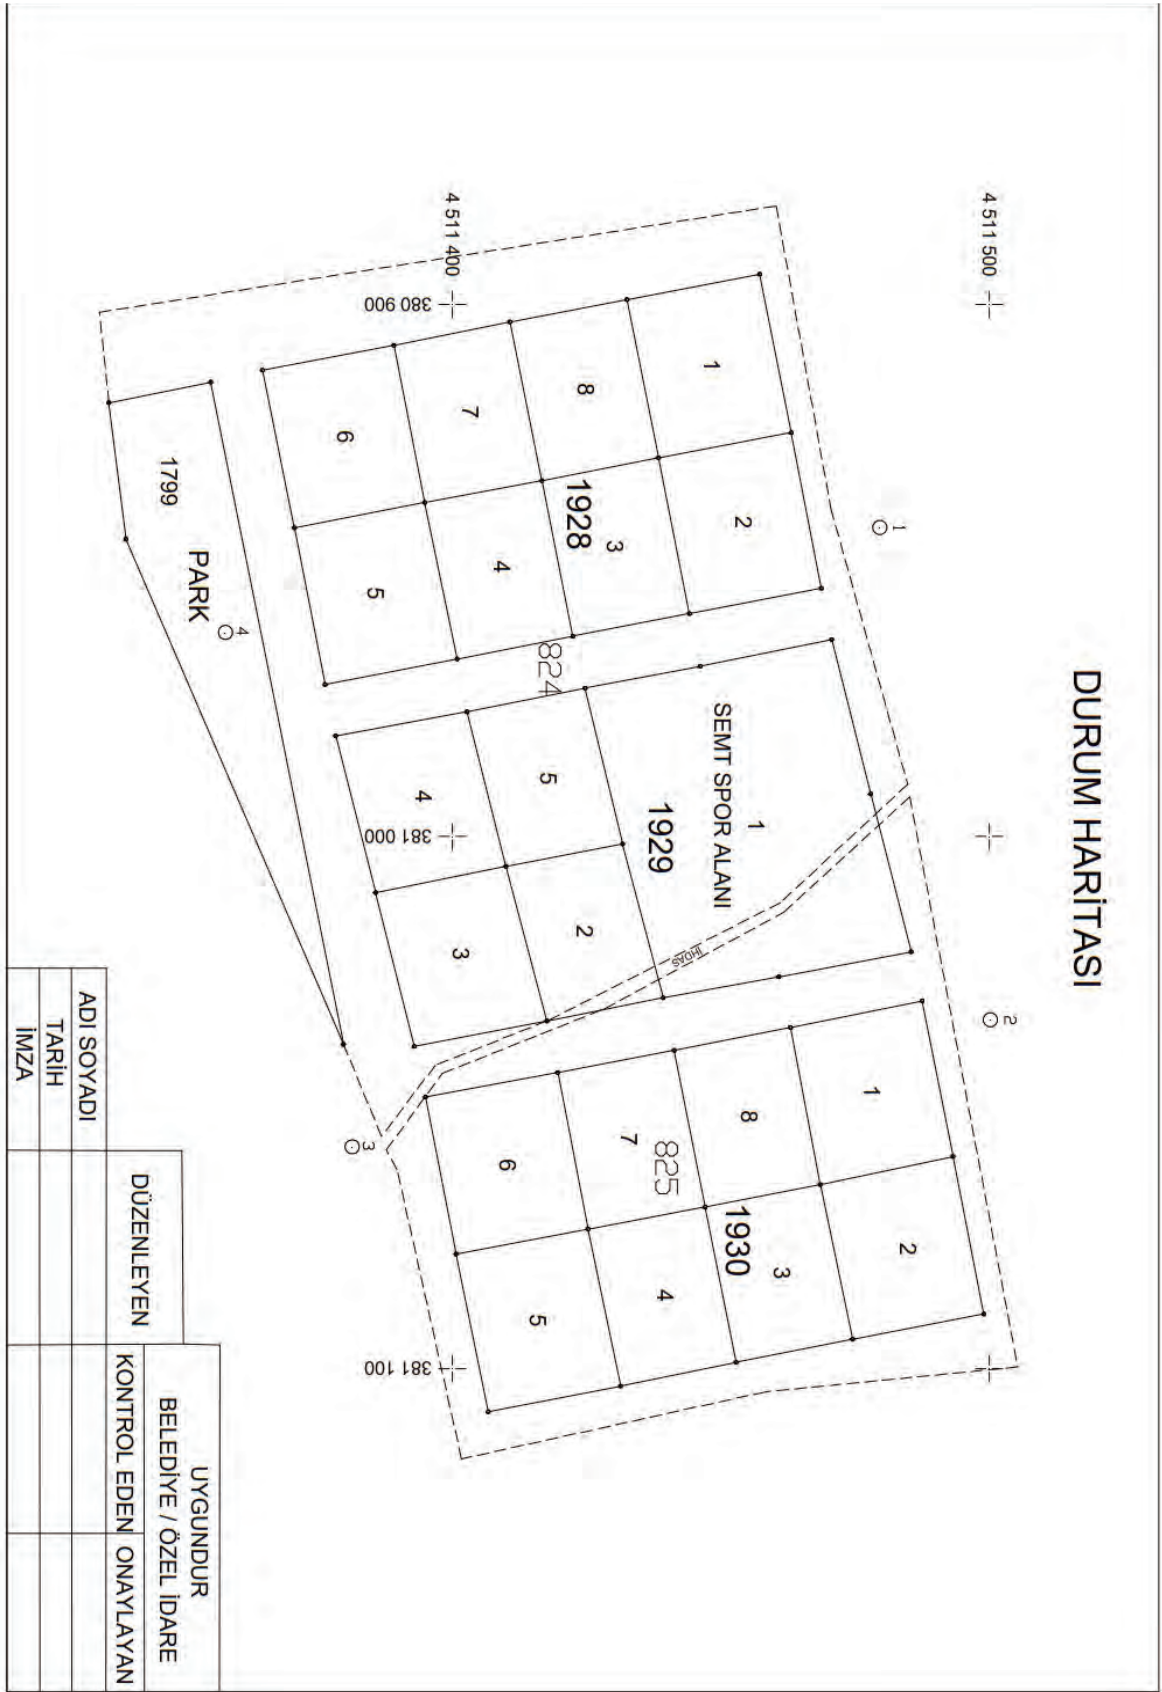 DURUM HARİTASI
4 511 500
4 511 400
380 900
381 000
381 100
1
2
3
4
1
2
8
3
1928
7
4
6
5
824
1
SEMT SPOR ALANI
1929
5
2
4
3
İHDAS
1
2
8
3
1930
825
7
4
6
5
1799
PARK
UYGUNDUR
BELEDİYE / ÖZEL İDARE
DÜZENLEYEN
KONTROL EDEN
ONAYLAYAN
ADI SOYADI
TARİH
İMZA